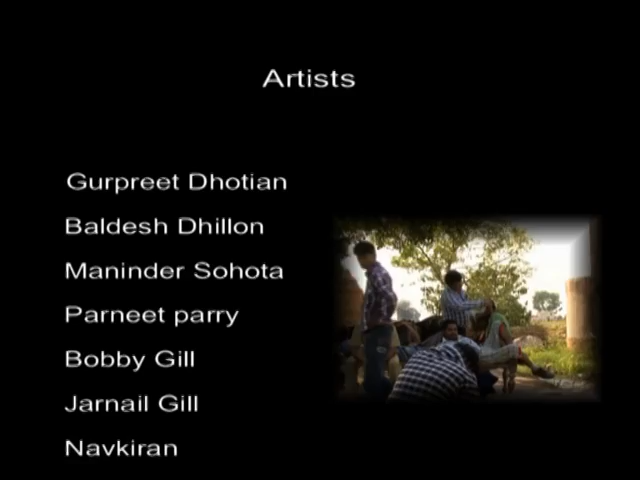 Artists
Gurpreet Dhotian
Baldesh Dhillon
Maninder Sohota
Parneet parry
Bobby Gill
Jarnail Gill
Navkiran